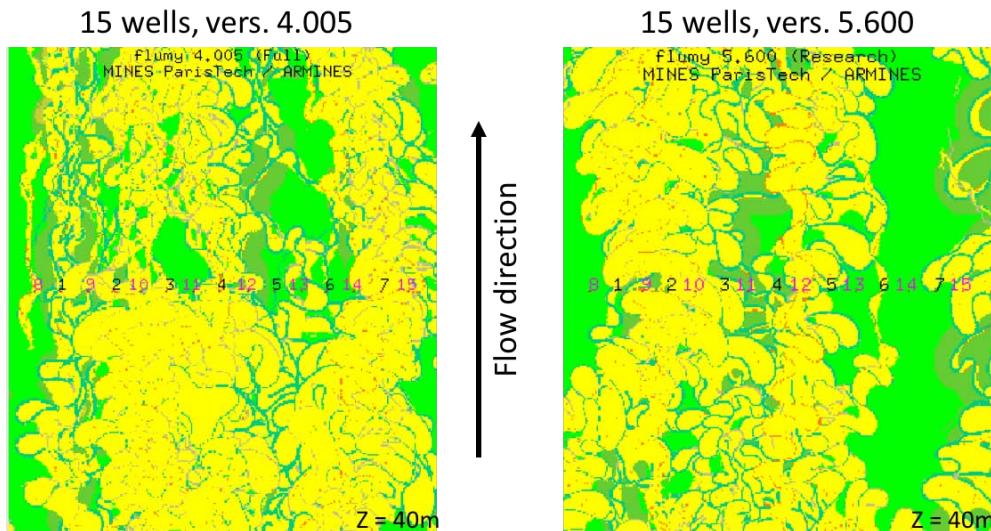 15 wells, vers. 4.005
flumy 4.005 (Full)
MINES ParisTech / ARMINES
8 1 9 2 10 3 11 4 12 5 13 6 14 7 15
Z = 40m
Flow direction
15 wells, vers. 5.600
flumy 5.600 (Research)
MINES ParisTech / ARMINES
8 1 9 2 10 3 11 4 12 5 13 6 14 7 15
Z = 40m